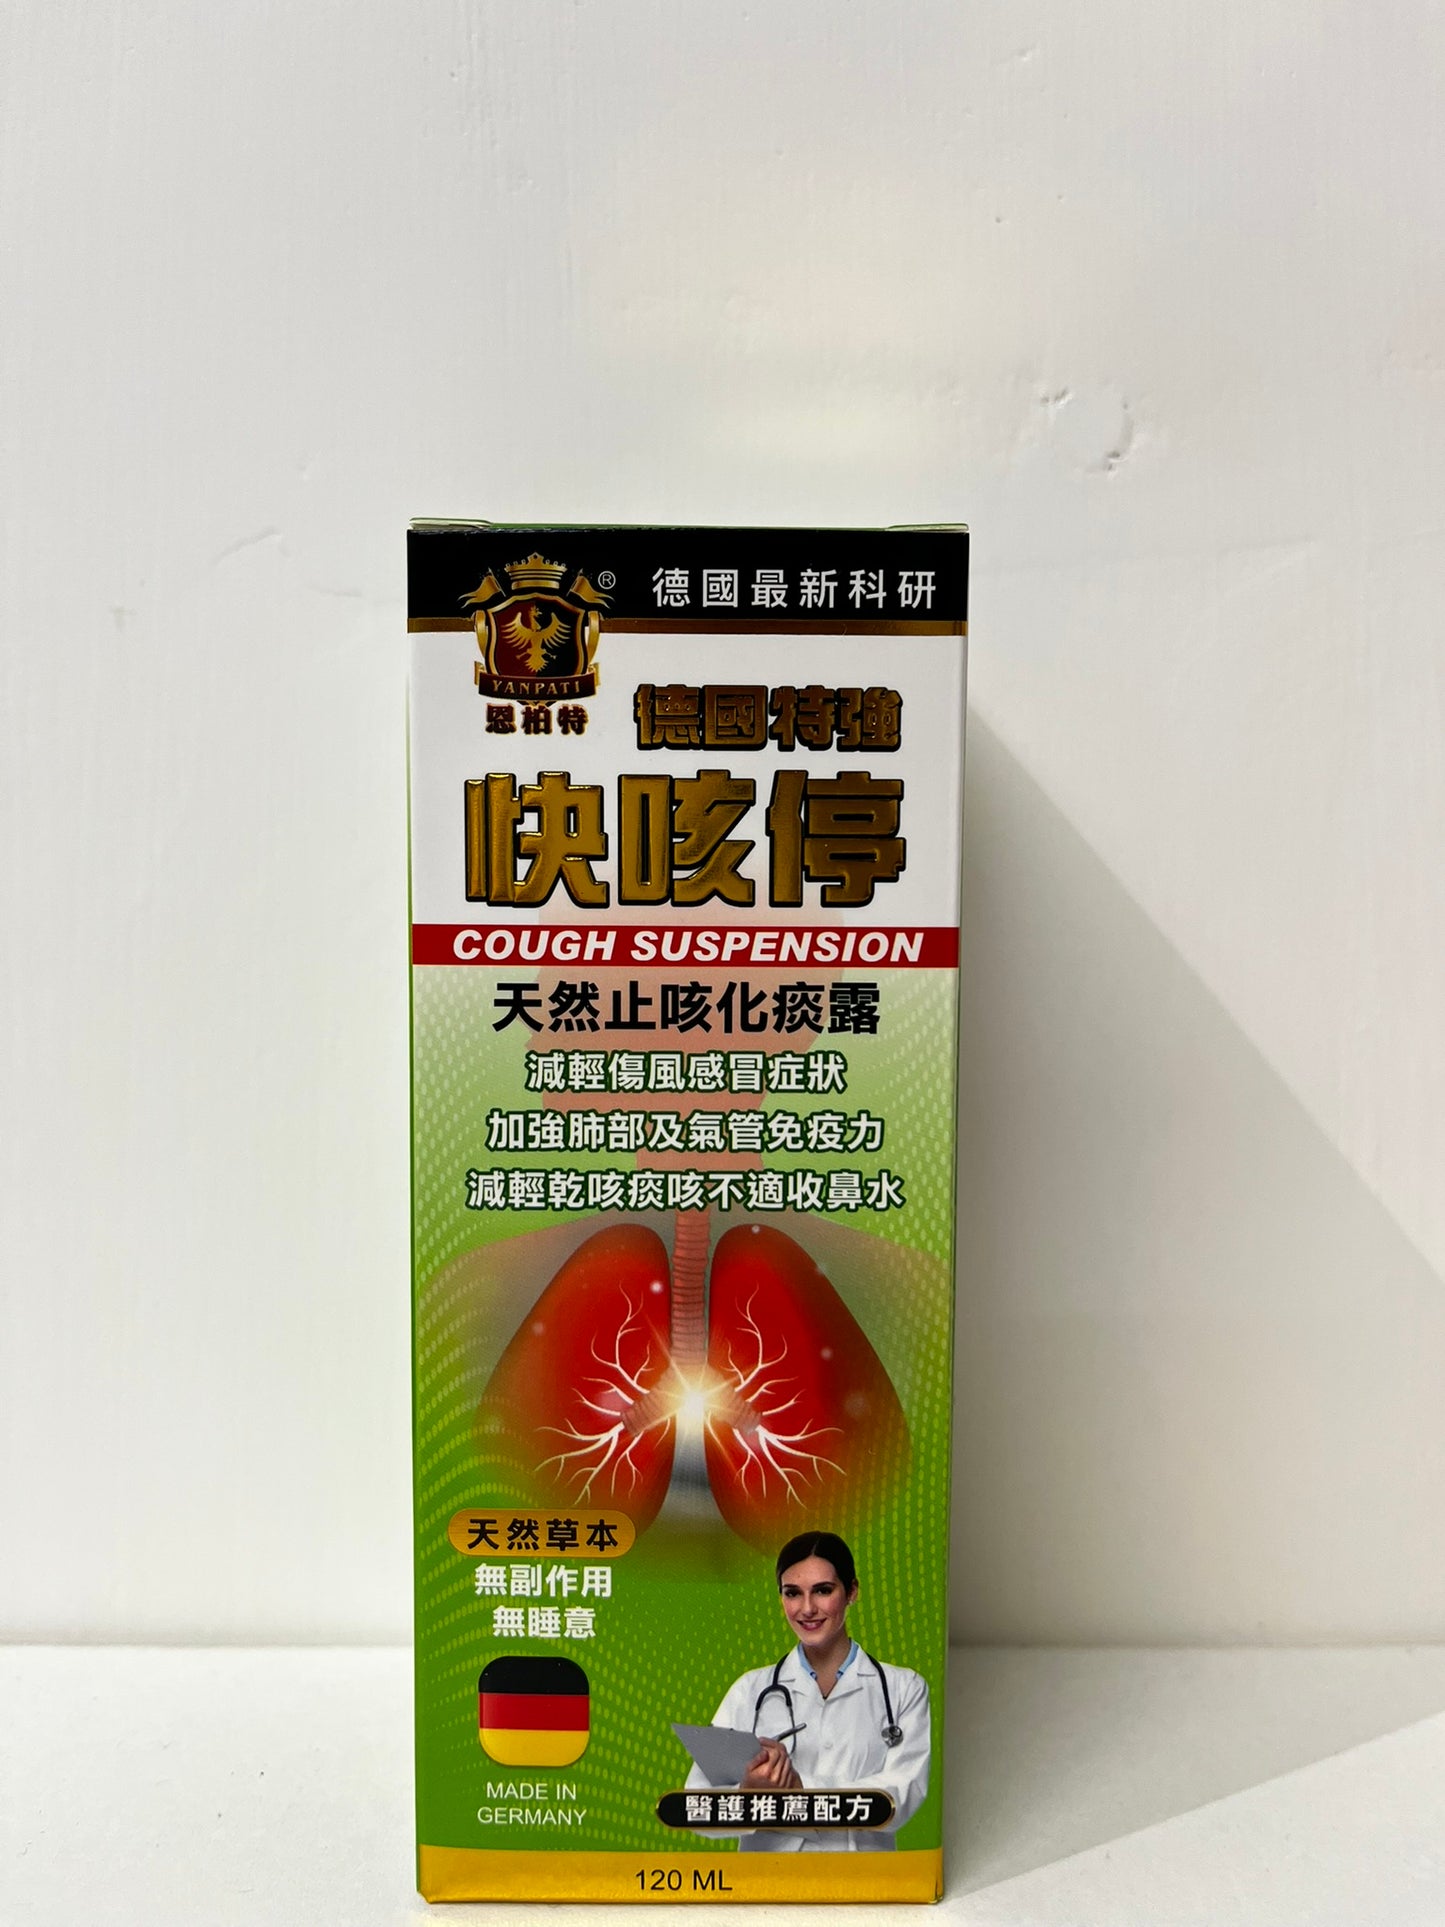 德國最新科研
®
YANPATI
恩柏特
德國特強
快咳停
COUGH SUSPENSION
天然止咳化痰露
減輕傷風感冒症狀
加強肺部及氣管免疫力
減輕乾咳痰咳不適收鼻水
天然草本
無副作用
無睡意
MADE IN
GERMANY
醫護推薦配方
120 ML